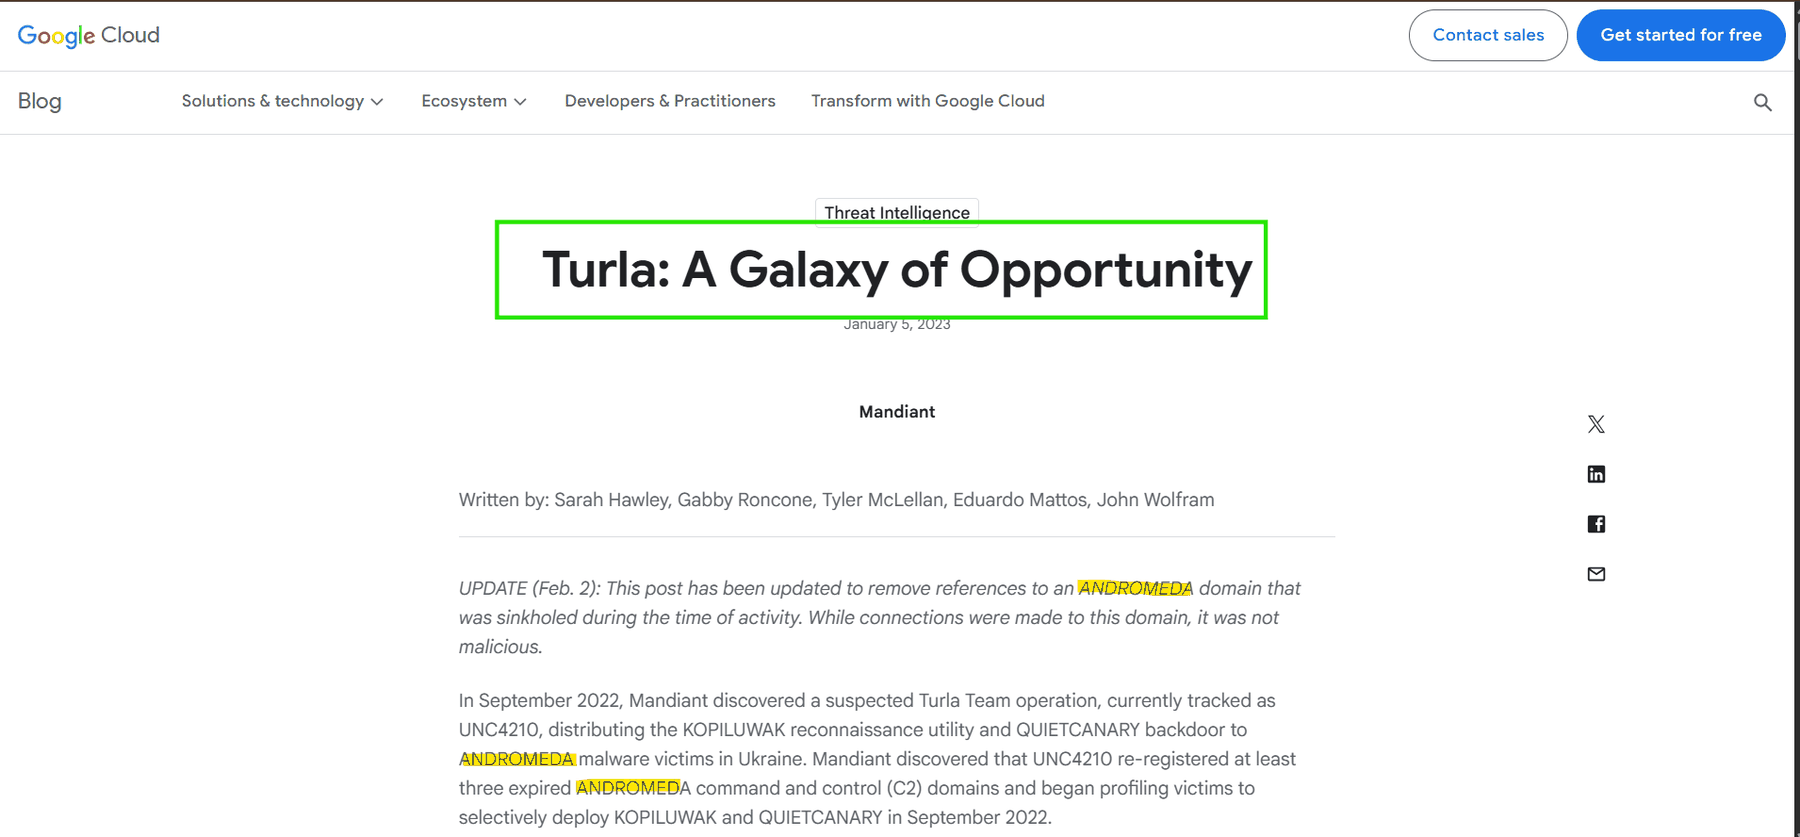 Google Cloud
Contact sales
Get started for free
Blog
Solutions & technology
Ecosystem
Developers & Practitioners
Transform with Google Cloud
Threat Intelligence
Turla: A Galaxy of Opportunity
January 5, 2023
Mandiant
Written by: Sarah Hawley, Gabby Roncone, Tyler McLellan, Eduardo Mattos, John Wolfram
UPDATE (Feb. 2): This post has been updated to remove references to an ANDROMEDA domain that
was sinkholed during the time of activity. While connections were made to this domain, it was not
malicious.
In September 2022, Mandiant discovered a suspected Turla Team operation, currently tracked as
UNC4210, distributing the KOPILUWAK reconnaissance utility and QUIETCANARY backdoor to
ANDROMEDA malware victims in Ukraine. Mandiant discovered that UNC4210 re-registered at least
three expired ANDROMEDA command and control (C2) domains and began profiling victims to
selectively deploy KOPILUWAK and QUIETCANARY in September 2022.